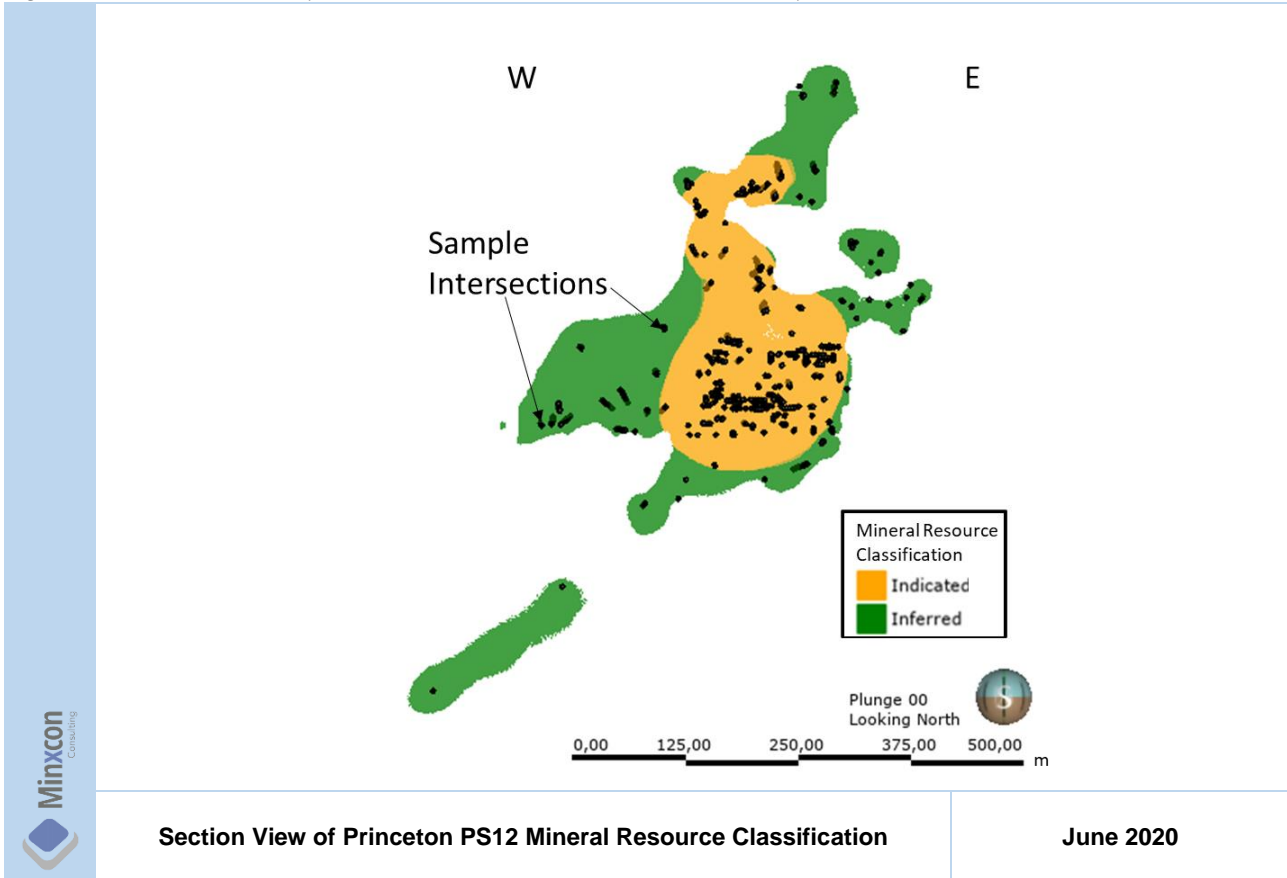 W
E
Sample
Intersections
Mineral Resource
Classification
Indicated
Inferred
Plunge 00
Looking North
S
0,00 125,00 250,00 375,00 500,00
m
Minxcon
Consulting
Section View of Princeton PS12 Mineral Resource Classification
June 2020